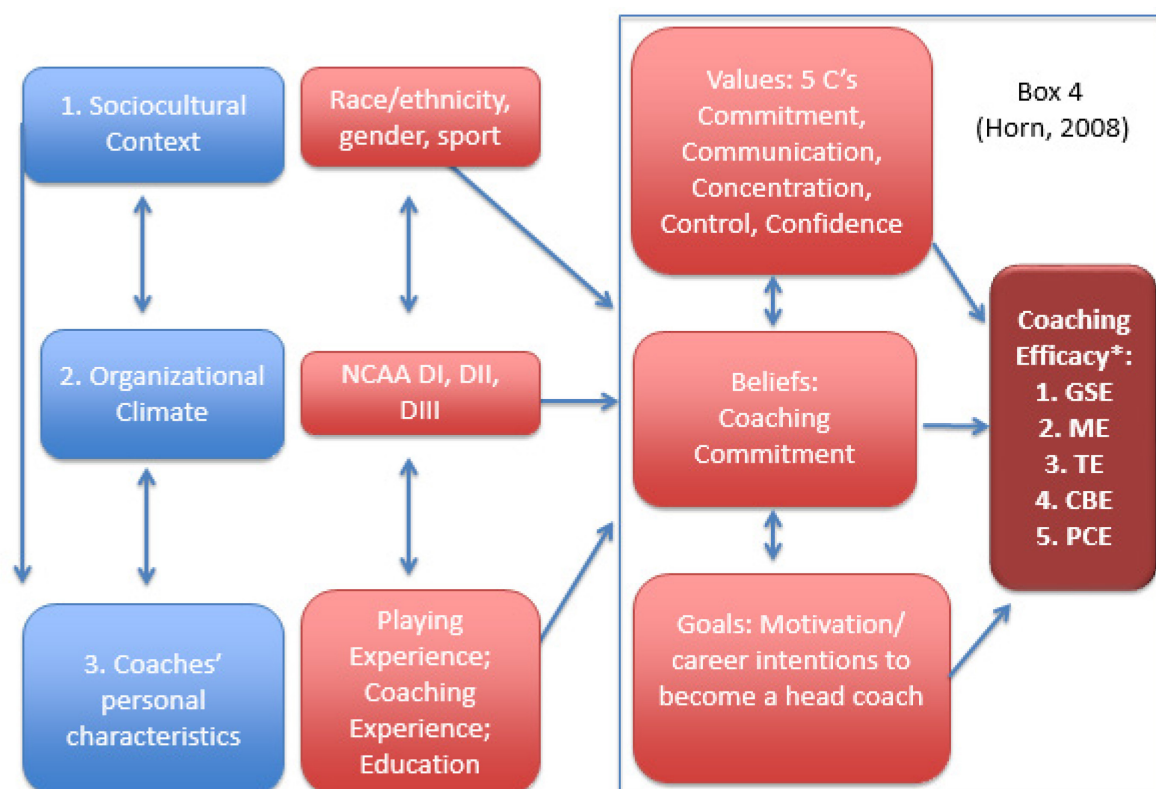 1. Sociocultural
Context
Race/ethnicity,
gender, sport
Values: 5 C's
Commitment,
Communication,
Concentration,
Control, Confidence
Box 4
(Horn, 2008)
2. Organizational
Climate
NCAA DI, DII,
DIII
Beliefs:
Coaching
Commitment
Coaching
Efficacy*:
1. GSE
2. ME
3. TE
4. CBE
5. PCE
3. Coaches'
personal
characteristics
Playing
Experience;
Coaching
Experience;
Education
Goals: Motivation/
career intentions to
become a head coach